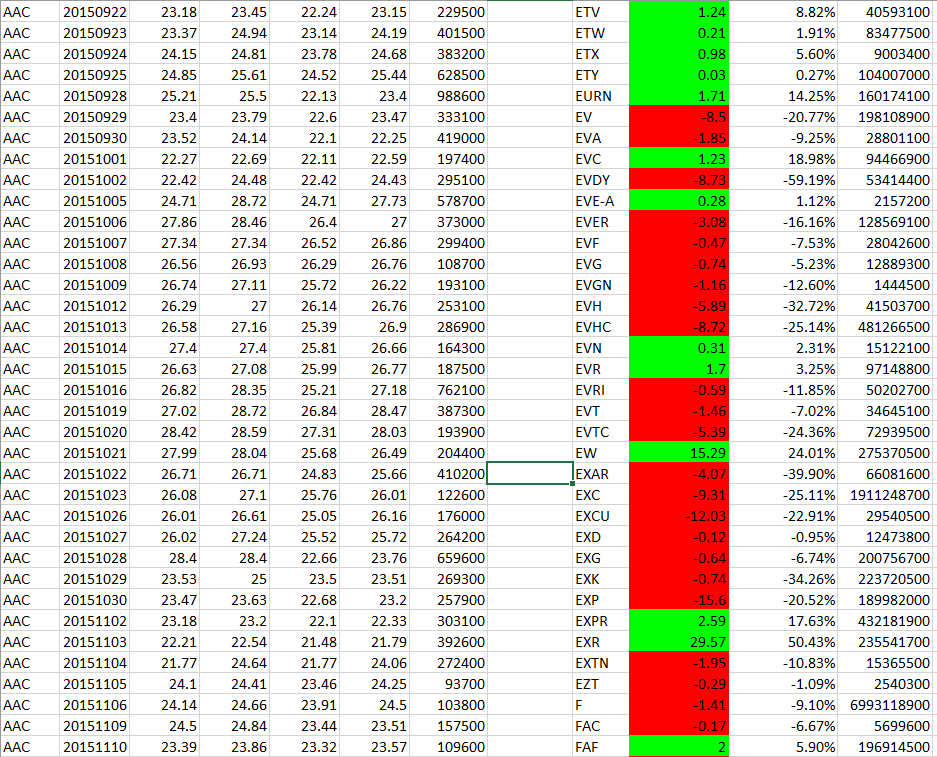 AAC 20150922 23.18 23.45 22.24 23.15 229500 ETV 1.24 8.82% 40593100
AAC 20150923 23.37 24.94 23.14 24.19 401500 ETW 0.21 1.91% 83477500
AAC 20150924 24.15 24.81 23.78 24.68 383200 ETX 0.98 5.60% 9003400
AAC 20150925 24.85 25.61 24.52 25.44 628500 ETY 0.03 0.27% 104007000
AAC 20150928 25.21 25.5 22.13 23.4 988600 EURN 1.71 14.25% 160174100
AAC 20150929 23.4 23.79 22.6 23.47 333100 EV -8.5 -20.77% 198108900
AAC 20150930 23.52 24.14 22.1 22.25 419000 EVA -1.85 -9.25% 28801100
AAC 20151001 22.27 22.69 22.11 22.59 197400 EVC 1.23 18.98% 94466900
AAC 20151002 22.42 24.48 22.42 24.43 295100 EVDY -8.73 -59.19% 53414400
AAC 20151005 24.71 28.72 24.71 27.73 578700 EVE-A 0.28 1.12% 2157200
AAC 20151006 27.86 28.46 26.4 27 373000 EVER -3.08 -16.16% 128569100
AAC 20151007 27.34 27.34 26.52 26.86 299400 EVF -0.47 -7.53% 28042600
AAC 20151008 26.56 26.93 26.29 26.76 108700 EVG -0.74 -5.23% 12889300
AAC 20151009 26.74 27.11 25.72 26.22 193100 EVGN -1.16 -12.60% 1444500
AAC 20151012 26.29 27 26.14 26.76 253100 EVH -5.89 -32.72% 41503700
AAC 20151013 26.58 27.16 25.39 26.9 286900 EVHC -8.72 -25.14% 481266500
AAC 20151014 27.4 27.4 25.81 26.66 164300 EVN 0.31 2.31% 15122100
AAC 20151015 26.63 27.08 25.99 26.77 187500 EVR 1.7 3.25% 97148800
AAC 20151016 26.82 28.35 25.21 27.18 762100 EVRI -0.59 -11.85% 50202700
AAC 20151019 27.02 28.72 26.84 28.47 387300 EVT -1.46 -7.02% 34645100
AAC 20151020 28.42 28.59 27.31 28.03 193900 EVTC -5.39 -24.36% 72939500
AAC 20151021 27.99 28.04 25.68 26.49 204400 EW 15.29 24.01% 275370500
AAC 20151022 26.71 26.71 24.83 25.66 410200 EXAR -4.07 -39.90% 66081600
AAC 20151023 26.08 27.1 25.76 26.01 122600 EXC -9.31 -25.11% 1911248700
AAC 20151026 26.01 26.61 25.05 26.16 176000 EXCU -12.03 -22.91% 29540500
AAC 20151027 26.02 27.24 25.52 25.72 264200 EXD -0.12 -0.95% 12473800
AAC 20151028 28.4 28.4 22.66 23.76 659600 EXG -0.64 -6.74% 200756700
AAC 20151029 23.53 25 23.5 23.51 269300 EXK -0.74 -34.26% 223720500
AAC 20151030 23.47 23.63 22.68 23.2 257900 EXP -15.6 -20.52% 189982000
AAC 20151102 23.18 23.2 22.1 22.33 303100 EXPR 2.59 17.63% 432181900
AAC 20151103 22.21 22.54 21.48 21.79 392600 EXR 29.57 50.43% 235541700
AAC 20151104 21.77 24.64 21.77 24.06 272400 EXTN -1.95 -10.83% 15365500
AAC 20151105 24.1 24.41 23.46 24.25 93700 EZT -0.29 -1.09% 2540300
AAC 20151106 24.14 24.66 23.91 24.5 103800 F -1.41 -9.10% 6993118900
AAC 20151109 24.5 24.84 23.44 23.51 157500 FAC -0.17 -6.67% 5699600
AAC 20151110 23.39 23.86 23.32 23.57 109600 FAF 2 5.90% 196914500